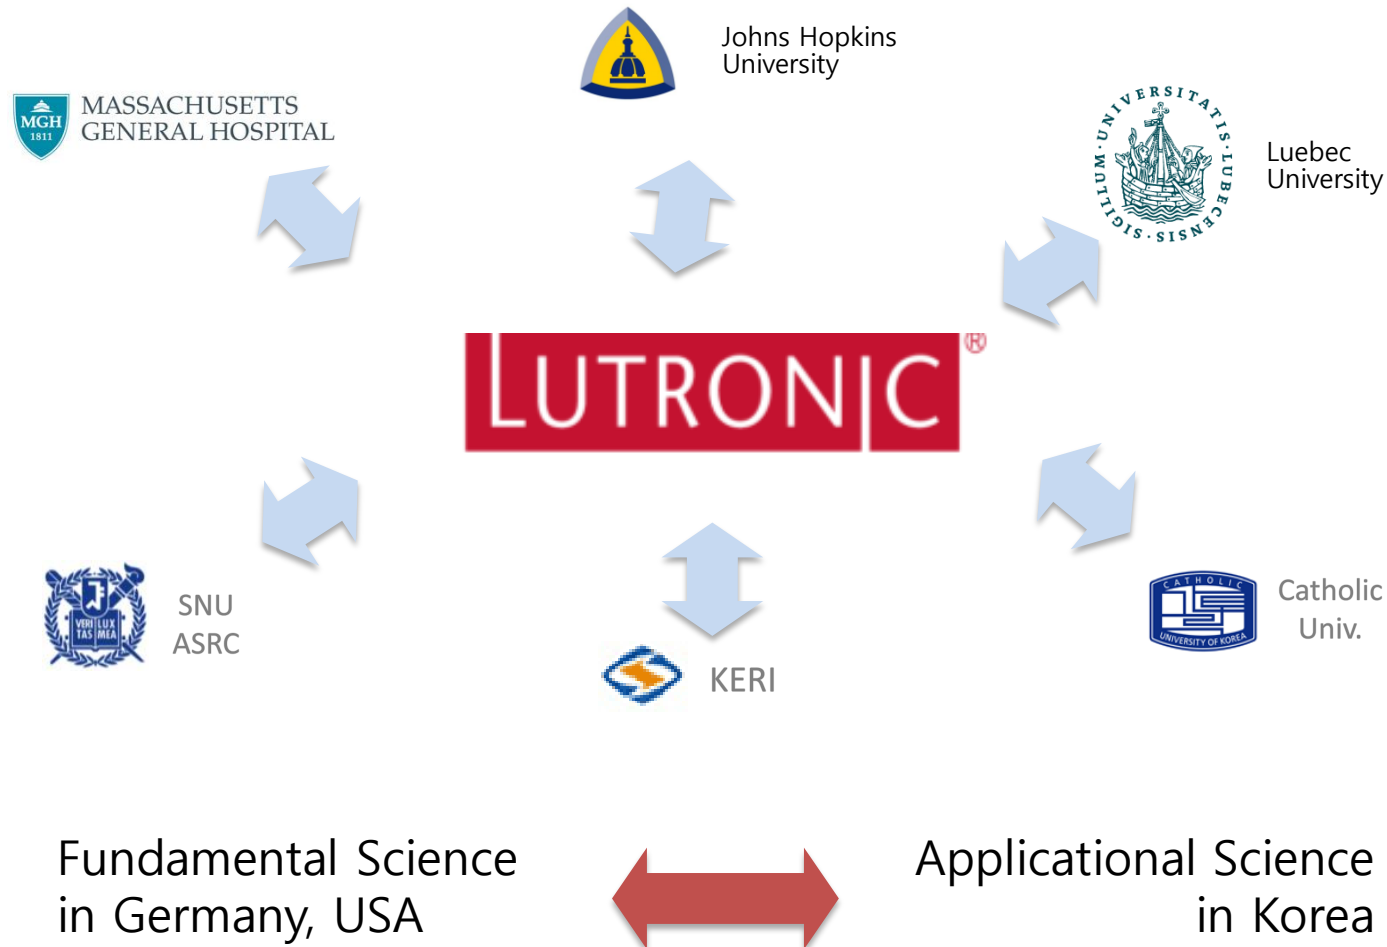 Johns Hopkins
University
MGH
1811
MASSACHUSETTS
GENERAL HOSPITAL
SIGILLUM · UNIVERSITATIS · LUBECENSIS · SISNE
Luebec
University
LUTRONIC®
VERI LUX
TAS MEA
SNU
ASRC
KERI
CATHOLIC
UNIVERSITY OF KOREA
Catholic
Univ.
Fundamental Science
in Germany, USA
Applicational Science
in Korea